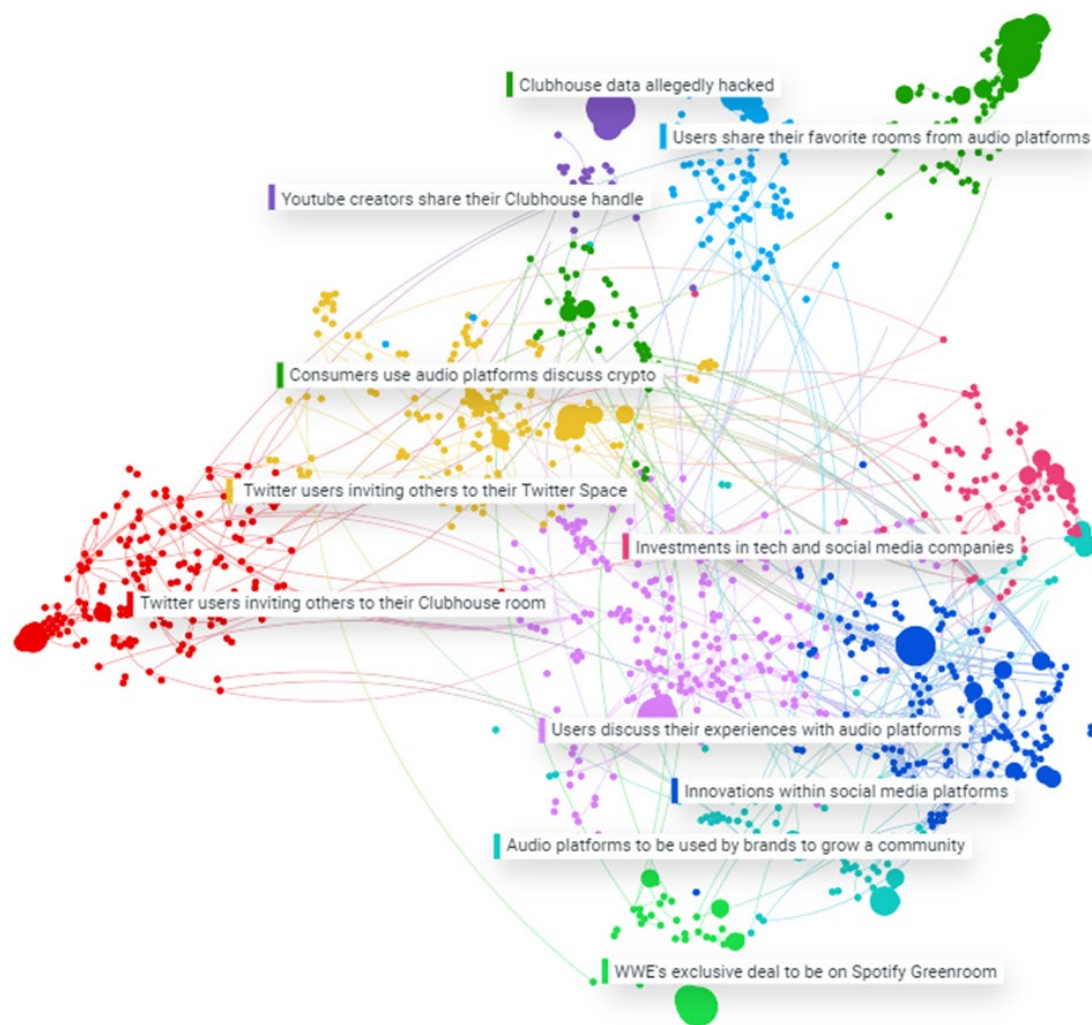 Clubhouse data allegedly hacked
Users share their favorite rooms from audio platforms
Youtube creators share their Clubhouse handle
Consumers use audio platforms discuss crypto
Twitter users inviting others to their Twitter Space
Investments in tech and social media companies
Twitter users inviting others to their Clubhouse room
Users discuss their experiences with audio platforms
Innovations within social media platforms
Audio platforms to be used by brands to grow a community
WWE's exclusive deal to be on Spotify Greenroom